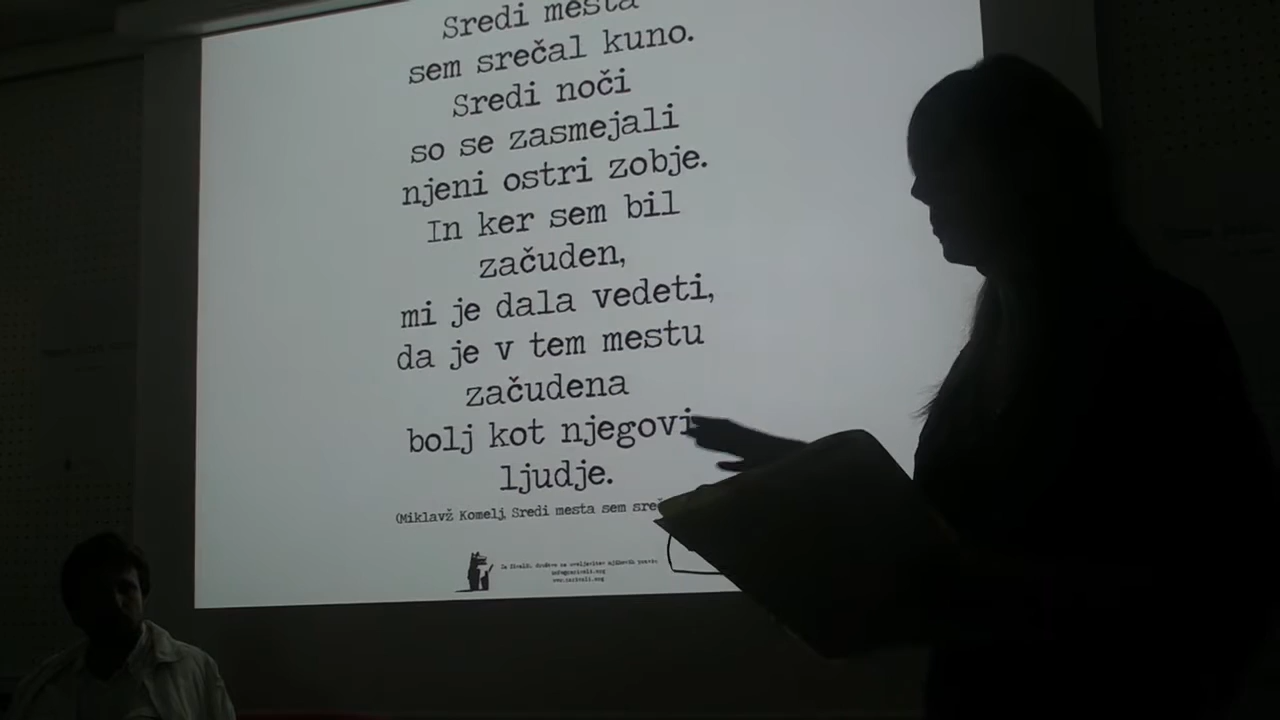 Sredi mesta
sem srečal kuno.
Sredi noči
so se zasmejali
njeni ostri zobje.
In ker sem bil
začuden,
mi je dala vedeti,
da je v tem mestu
začudena
bolj kot njegovi
ljudje.
(Miklavž Komelj Sredi mesta sem